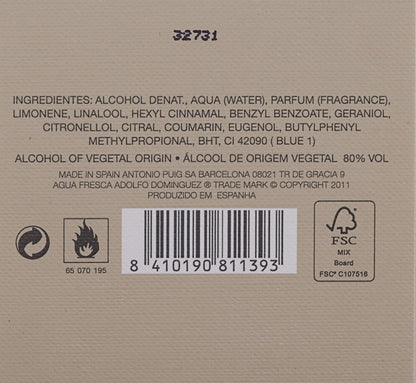 32731
INGREDIENTES: ALCOHOL DENAT., AQUA (WATER), PARFUM (FRAGRANCE),
LIMONENE, LINALOOL, HEXYL CINNAMAL, BENZYL BENZOATE, GERANIOL,
CITRONELLOL, CITRAL, COUMARIN, EUGENOL, BUTYLPHENYL
METHYLPROPIONAL, BHT, CI 42090 ( BLUE 1)
ALCOHOL OF VEGETAL ORIGIN • ÁLCOOL DE ORIGEM VEGETAL 80% VOL
MADE IN SPAIN ANTONIO PUIG SA BARCELONA 08021 TR DE GRACIA 9
AGUA FRESCA ADOLFO DOMINGUEZ ® TRADE MARK © COPYRIGHT 2011
PRODUZIDO EM ESPANHA
65 070 195
8 410190 811393
FSC
MIX
Board
FSC® C107516